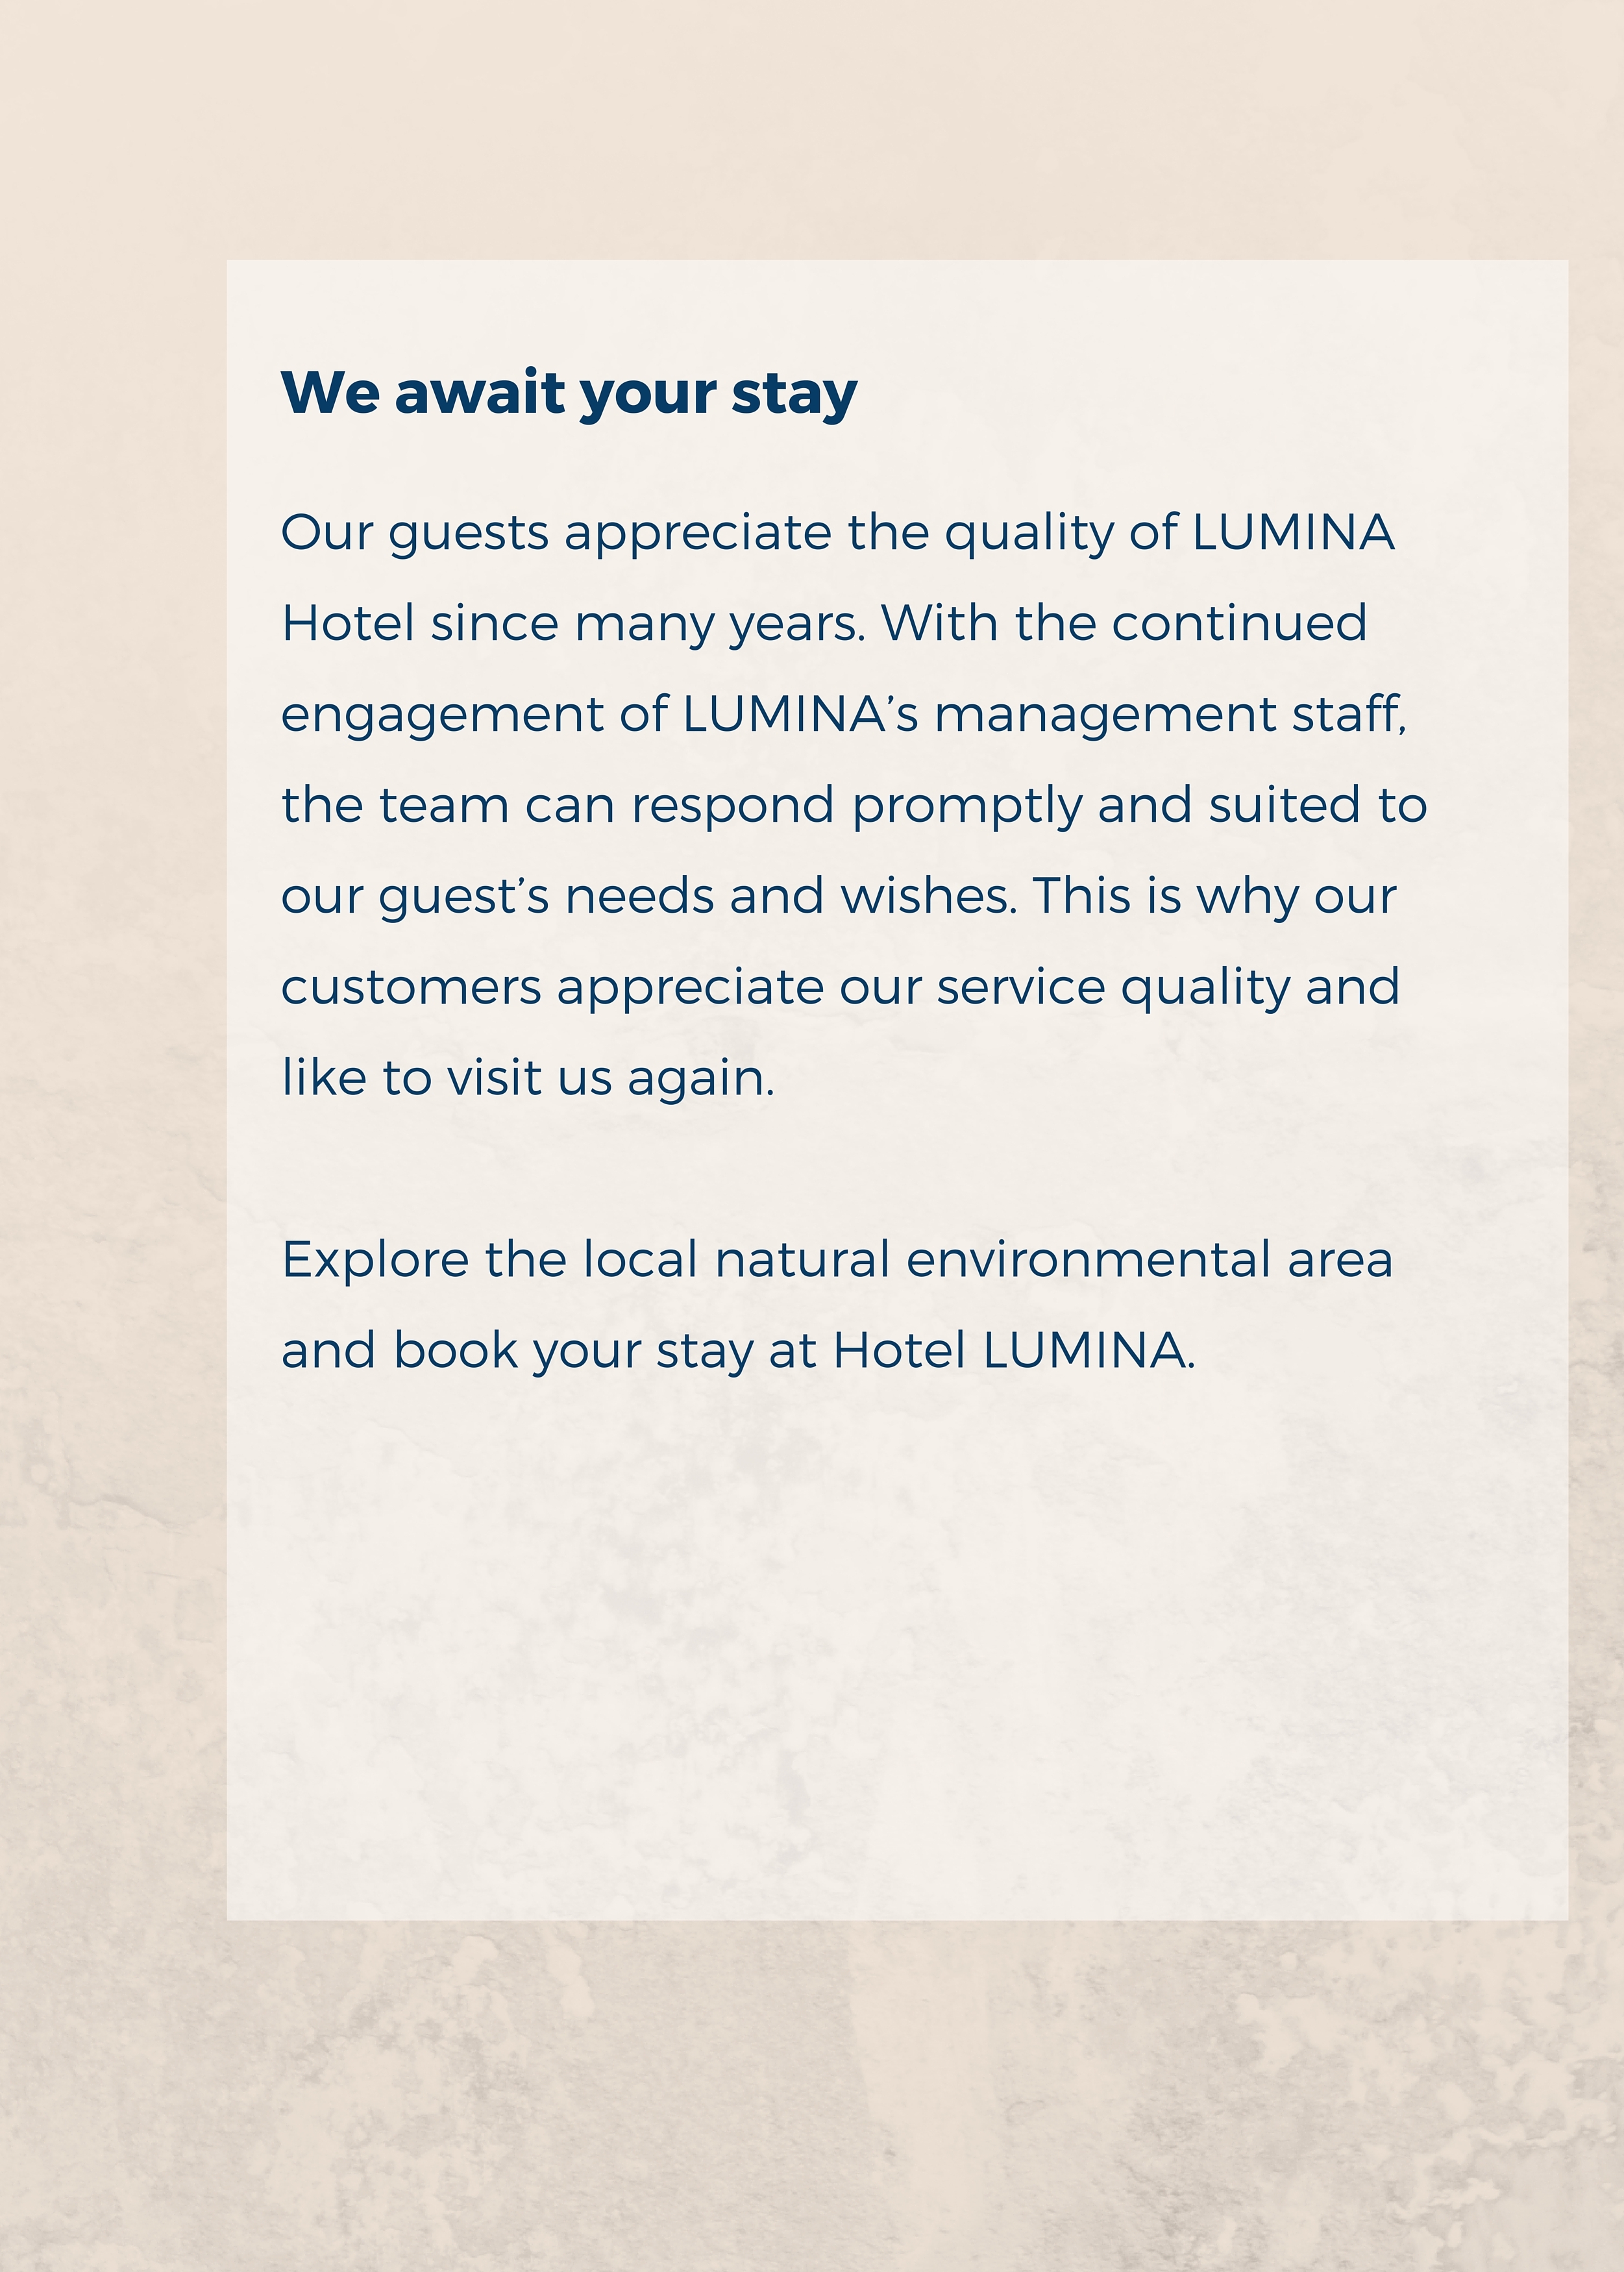 We await your stay
Our guests appreciate the quality of LUMINA
Hotel since many years. With the continued
engagement of LUMINA’s management staff,
the team can respond promptly and suited to
our guest’s needs and wishes. This is why our
customers appreciate our service quality and
like to visit us again.
Explore the local natural environmental area
and book your stay at Hotel LUMINA.